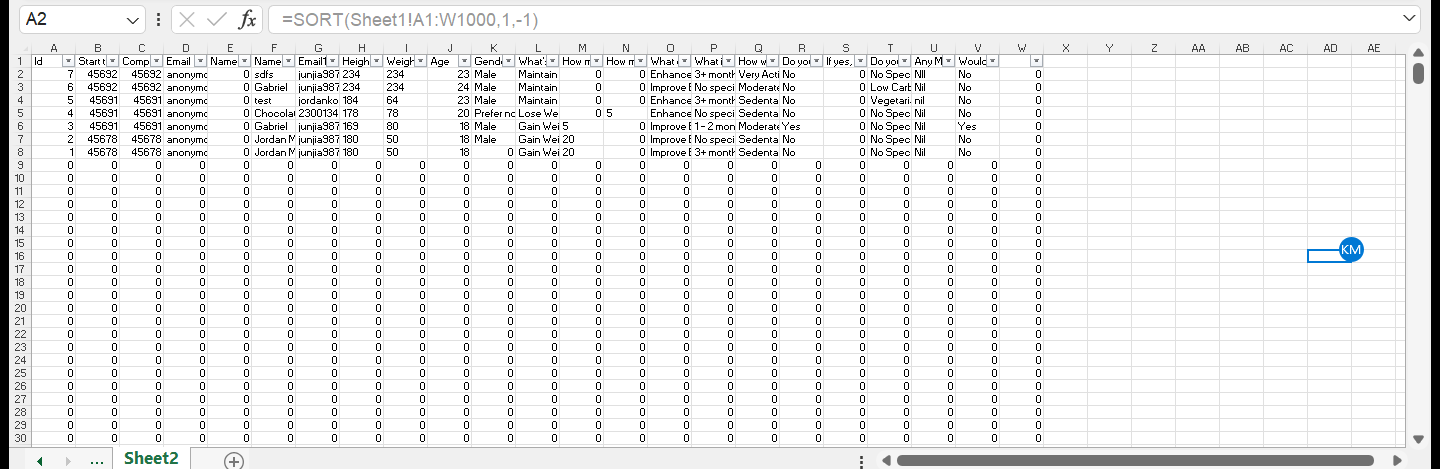 A2 fx =SORT(Sheet1!A1:W1000,1,-1)
A B C D E F G H I J K L M N O P Q R S T U V W X Y Z AA AB AC AD AE
1 Id Start t Comp Email Name Name Email1 Heigh Weigh Age Gende What' How m How m What What i How w Do you If yes, Do you Any M Would
2 7 45692 45692 anonymo 0 sdfs junjia987 234 234 23 Male Maintain 0 0 Enhance 3+ month Very Acti No 0 No Spec Nil No 0
3 6 45692 45692 anonymo 0 Gabriel junjia987 234 234 24 Male Maintain 0 0 Improve E No speci Moderate No 0 Low Carb Nil No 0
4 5 45691 45691 anonymo 0 test jordanko 184 64 23 Male Maintain 0 0 Enhance 3+ month Sedenta No 0 Vegetari nil No 0
5 4 45691 45691 anonymo 0 Chocolat 2300134 178 78 20 Prefer no Lose We 0 5 Enhance No speci Sedenta No 0 No Spec Nil No 0
6 3 45691 45691 anonymo 0 Gabriel junjia987 169 80 18 Male Gain Wei 5 0 Improve E 1 - 2 mon Moderate Yes 0 No Spec Nil Yes 0
7 2 45678 45678 anonymo 0 Jordan M junjia987 180 50 18 Male Gain Wei 20 0 Improve E No speci Sedenta No 0 No Spec Nil No 0
8 1 45678 45678 anonymo 0 Jordan M junjia987 180 50 18 0 Gain Wei 20 0 Improve E 3+ month Sedenta No 0 No Spec Nil No 0
9 0 0 0 0 0 0 0 0 0 0 0 0 0 0 0 0 0 0 0 0 0 0 0
10 0 0 0 0 0 0 0 0 0 0 0 0 0 0 0 0 0 0 0 0 0 0 0
11 0 0 0 0 0 0 0 0 0 0 0 0 0 0 0 0 0 0 0 0 0 0 0
12 0 0 0 0 0 0 0 0 0 0 0 0 0 0 0 0 0 0 0 0 0 0 0
13 0 0 0 0 0 0 0 0 0 0 0 0 0 0 0 0 0 0 0 0 0 0 0
14 0 0 0 0 0 0 0 0 0 0 0 0 0 0 0 0 0 0 0 0 0 0 0
15 0 0 0 0 0 0 0 0 0 0 0 0 0 0 0 0 0 0 0 0 0 0 0
16 0 0 0 0 0 0 0 0 0 0 0 0 0 0 0 0 0 0 0 0 0 0 0 KM
17 0 0 0 0 0 0 0 0 0 0 0 0 0 0 0 0 0 0 0 0 0 0 0
18 0 0 0 0 0 0 0 0 0 0 0 0 0 0 0 0 0 0 0 0 0 0 0
19 0 0 0 0 0 0 0 0 0 0 0 0 0 0 0 0 0 0 0 0 0 0 0
20 0 0 0 0 0 0 0 0 0 0 0 0 0 0 0 0 0 0 0 0 0 0 0
21 0 0 0 0 0 0 0 0 0 0 0 0 0 0 0 0 0 0 0 0 0 0 0
22 0 0 0 0 0 0 0 0 0 0 0 0 0 0 0 0 0 0 0 0 0 0 0
23 0 0 0 0 0 0 0 0 0 0 0 0 0 0 0 0 0 0 0 0 0 0 0
24 0 0 0 0 0 0 0 0 0 0 0 0 0 0 0 0 0 0 0 0 0 0 0
25 0 0 0 0 0 0 0 0 0 0 0 0 0 0 0 0 0 0 0 0 0 0 0
26 0 0 0 0 0 0 0 0 0 0 0 0 0 0 0 0 0 0 0 0 0 0 0
27 0 0 0 0 0 0 0 0 0 0 0 0 0 0 0 0 0 0 0 0 0 0 0
28 0 0 0 0 0 0 0 0 0 0 0 0 0 0 0 0 0 0 0 0 0 0 0
29 0 0 0 0 0 0 0 0 0 0 0 0 0 0 0 0 0 0 0 0 0 0 0
30 0 0 0 0 0 0 0 0 0 0 0 0 0 0 0 0 0 0 0 0 0 0 0
... Sheet2